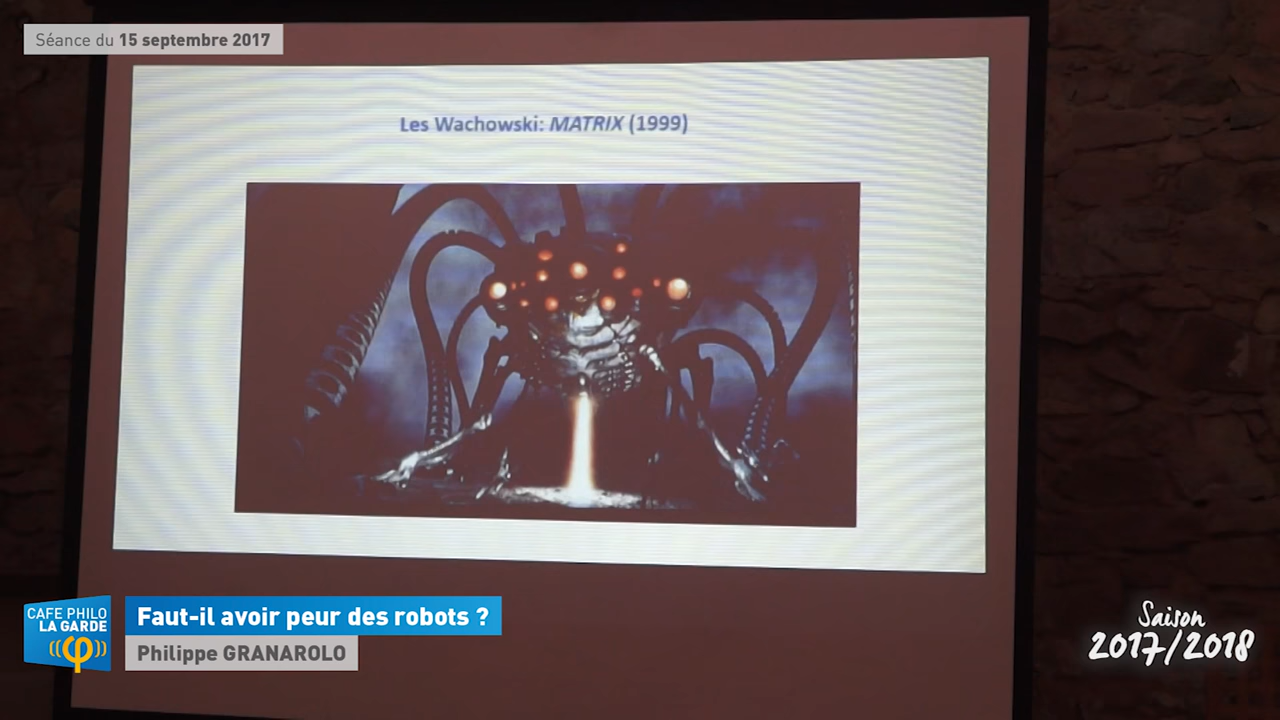 Séance du 15 septembre 2017
Les Wachowski: MATRIX (1999)
CAFE PHILO
LA GARDE
((φ))
Faut-il avoir peur des robots ?
Philippe GRANAROLO
Saison
2017/2018